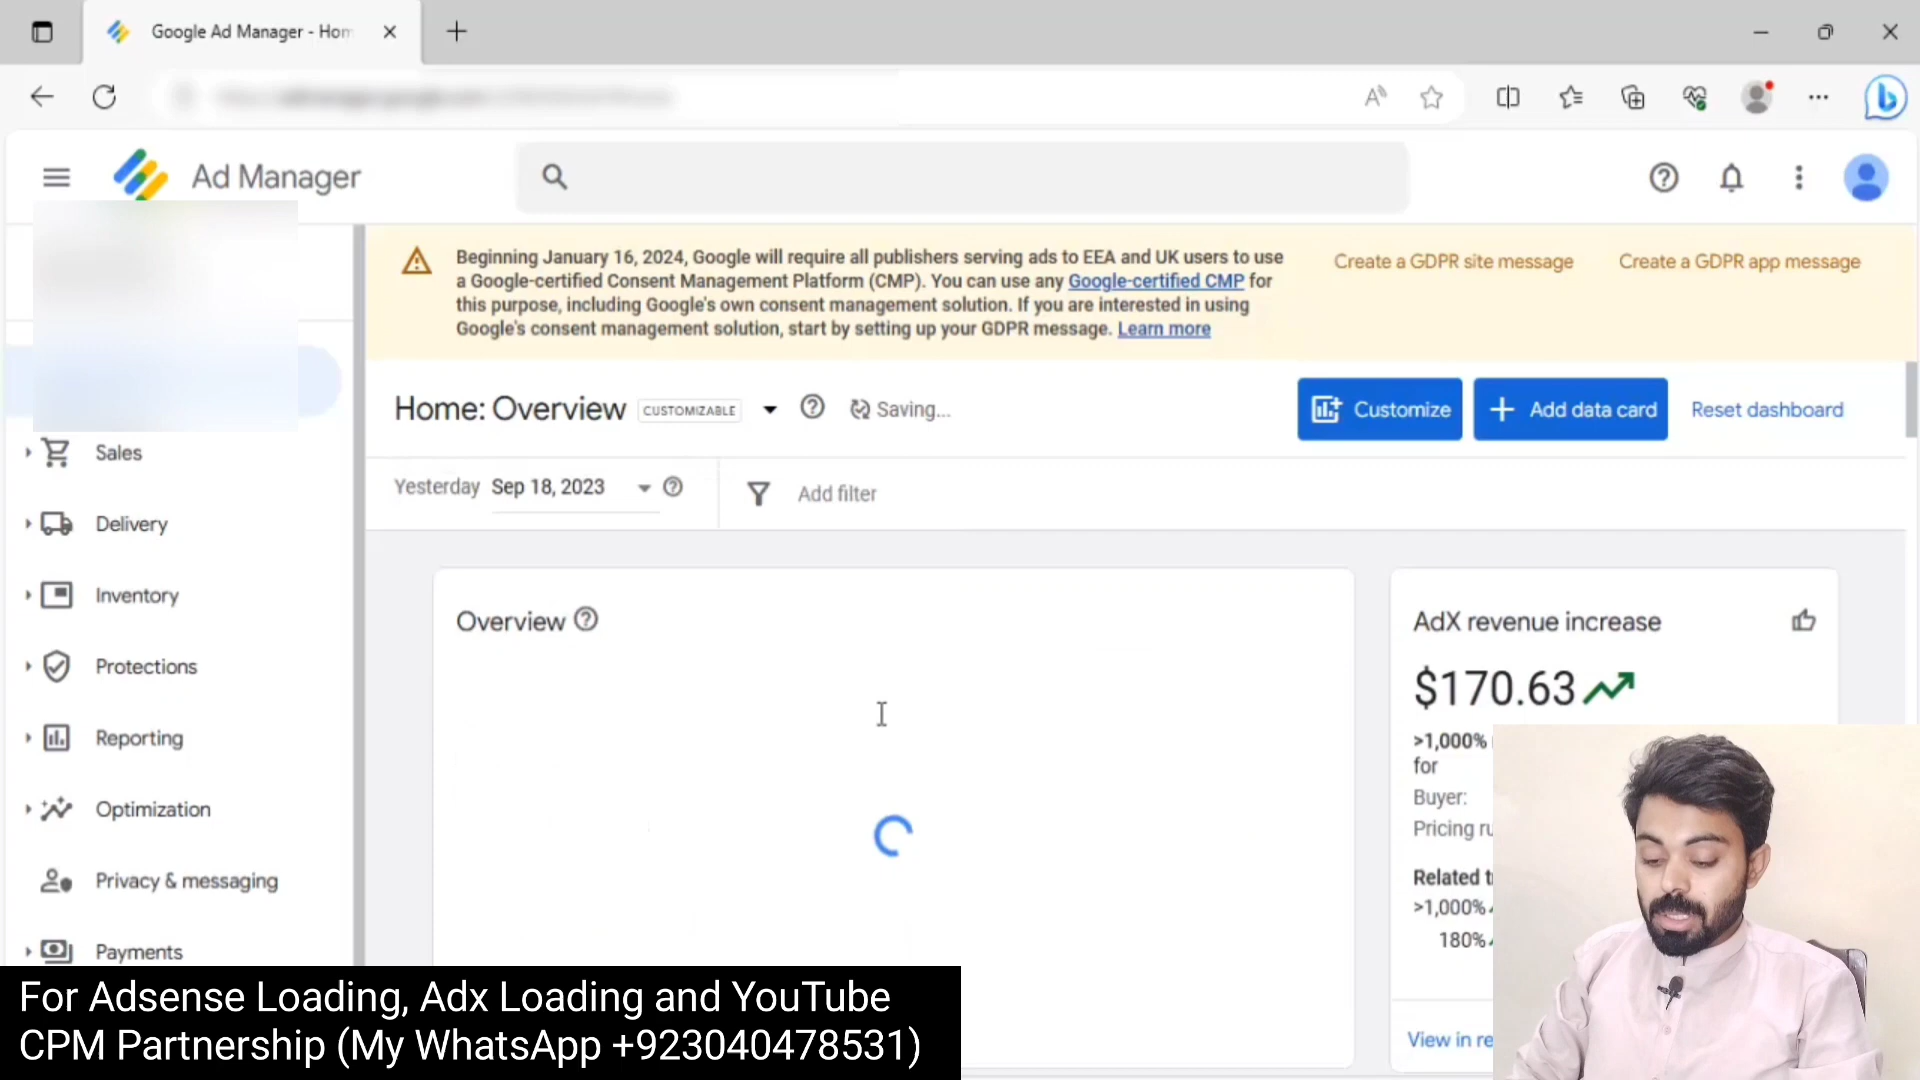 Google Ad Manager - Hom
Ad Manager
Beginning January 16, 2024, Google will require all publishers serving ads to EEA and UK users to use
a Google-certified Consent Management Platform (CMP). You can use any Google-certified CMP for
this purpose, including Google's own consent management solution. If you are interested in using
Google's consent management solution, start by setting up your GDPR message. Learn more
Create a GDPR site message
Create a GDPR app message
Home: Overview
CUSTOMIZABLE
Saving...
Customize
Add data card
Reset dashboard
Yesterday Sep 18, 2023
Add filter
Sales
Delivery
Inventory
Protections
Reporting
Optimization
Privacy & messaging
Payments
Overview
AdX revenue increase
$170.63
>1,000%
for
Buyer:
Pricing ru
Related t
>1,000%
180%
View in re
For Adsense Loading, Adx Loading and YouTube
CPM Partnership (My WhatsApp +923040478531)